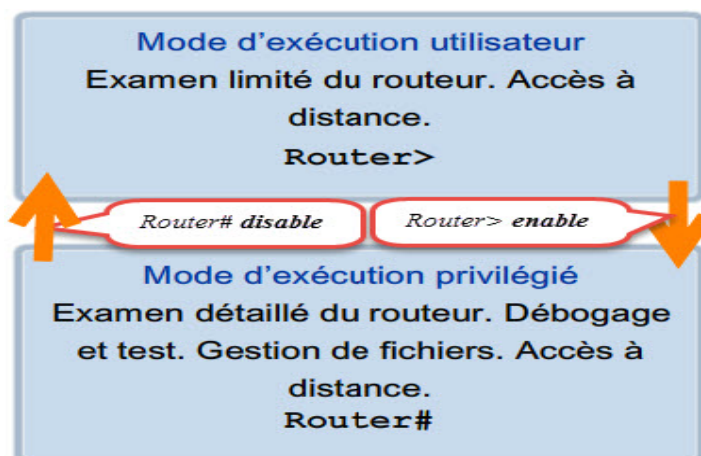 Mode d'exécution utilisateur
Examen limité du routeur. Accès à
distance.
Router>
Router# disable
Router> enable
Mode d'exécution privilégié
Examen détaillé du routeur. Débogage
et test. Gestion de fichiers. Accès à
distance.
Router#